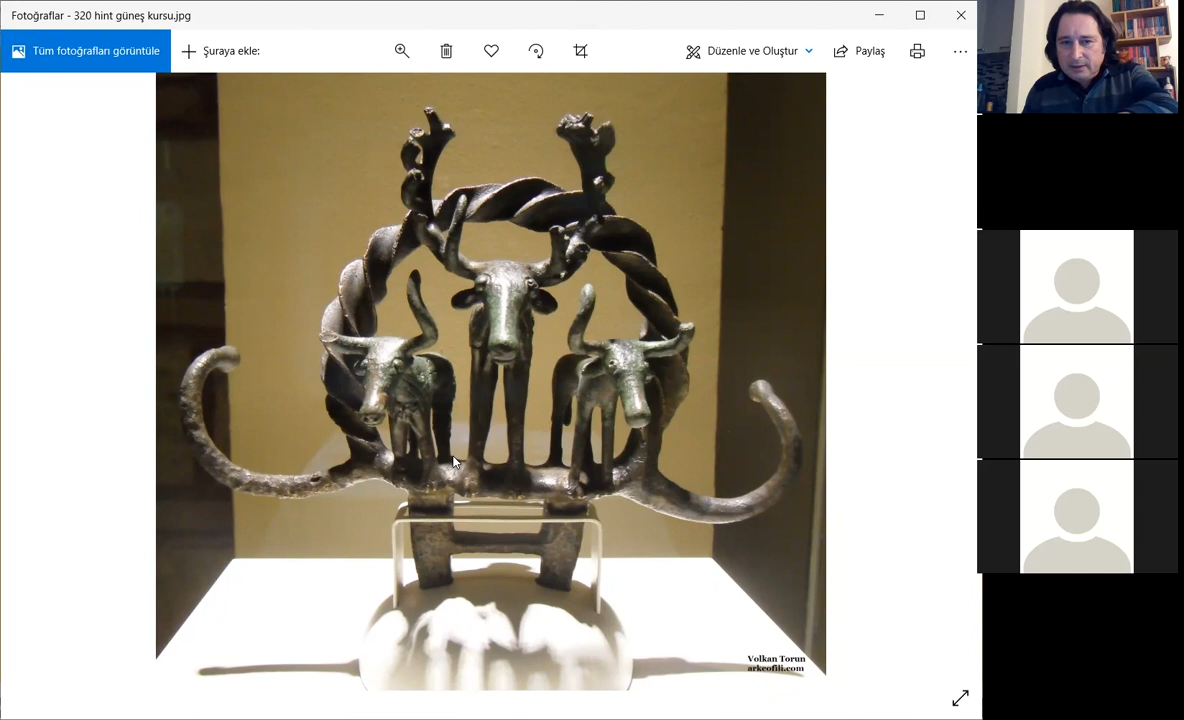 Fotoğraflar - 320 hint güneş kursu.jpg
Tüm fotoğrafları görüntüle
Şuraya ekle:
Düzenle ve Oluştur
Paylaş
Volkan Torun
arkeofili.com